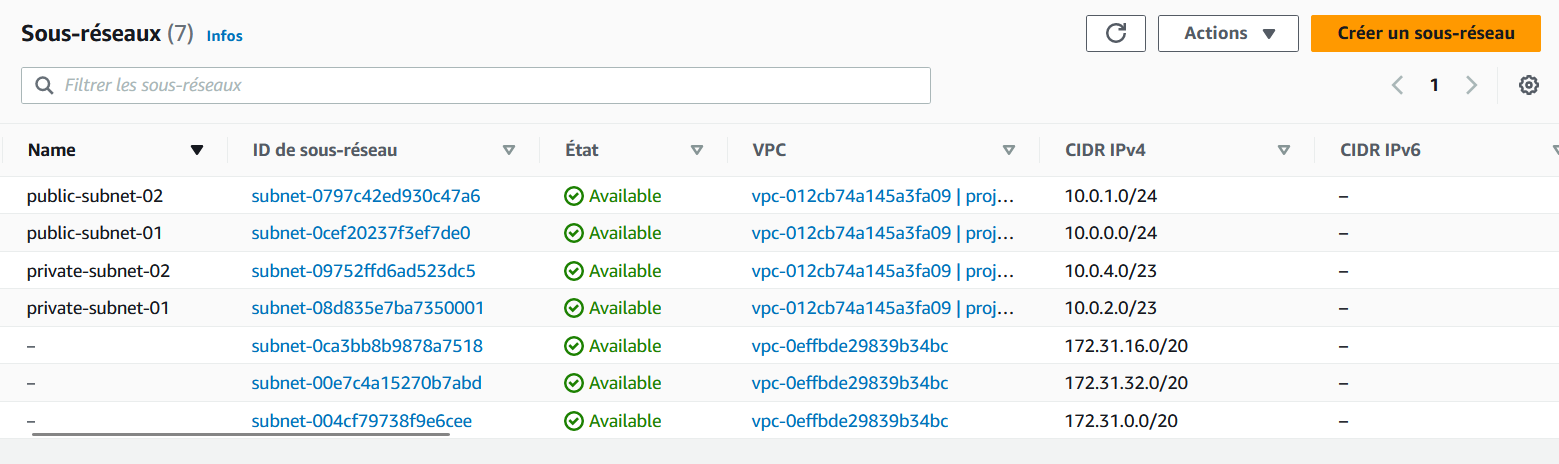 Sous-réseaux (7) Infos
Actions
Créer un sous-réseau
Filtrer les sous-réseaux
1
Name ID de sous-réseau État VPC CIDR IPv4 CIDR IPv6
public-subnet-02 subnet-0797c42ed930c47a6 Available vpc-012cb74a145a3fa09 | proj... 10.0.1.0/24 –
public-subnet-01 subnet-0cef20237f3ef7de0 Available vpc-012cb74a145a3fa09 | proj... 10.0.0.0/24 –
private-subnet-02 subnet-09752ffd6ad523dc5 Available vpc-012cb74a145a3fa09 | proj... 10.0.4.0/23 –
private-subnet-01 subnet-08d835e7ba7350001 Available vpc-012cb74a145a3fa09 | proj... 10.0.2.0/23 –
– subnet-0ca3bb8b9878a7518 Available vpc-0effbde29839b34bc 172.31.16.0/20 –
– subnet-00e7c4a15270b7abd Available vpc-0effbde29839b34bc 172.31.32.0/20 –
– subnet-004cf79738f9e6cee Available vpc-0effbde29839b34bc 172.31.0.0/20 –